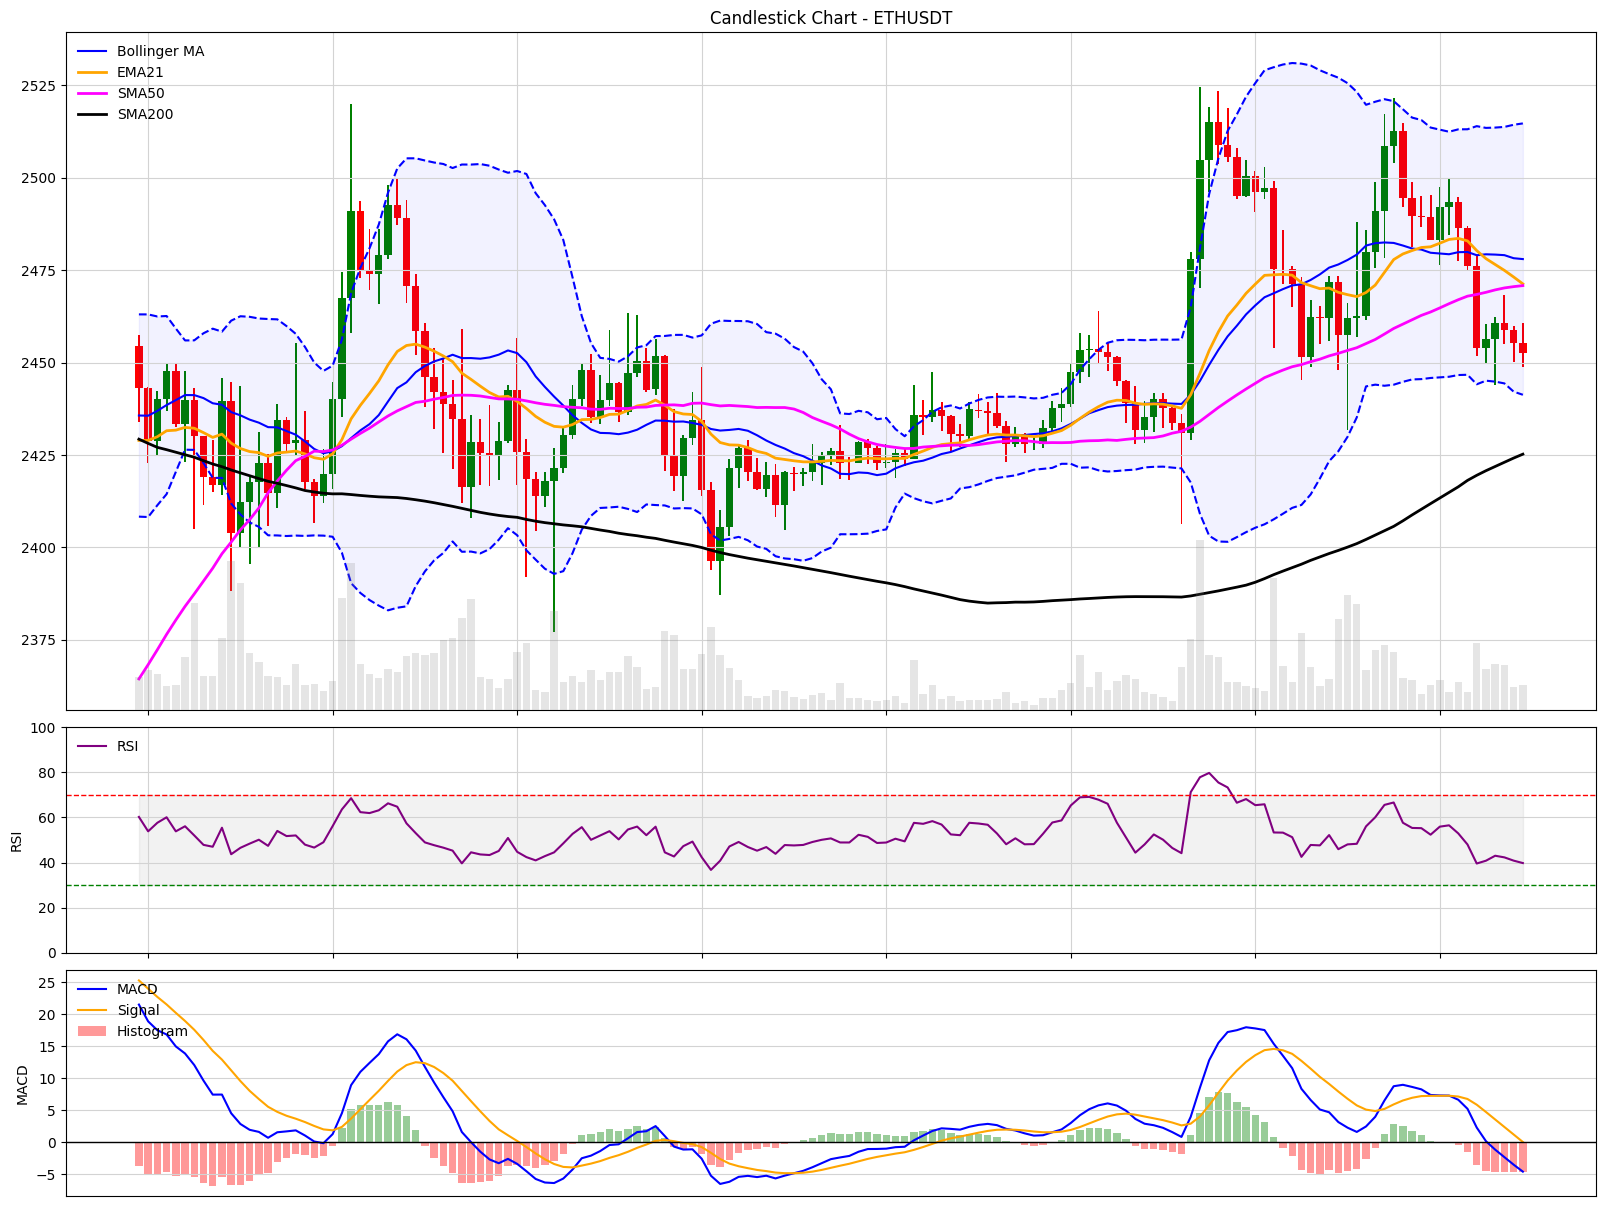 Candlestick Chart - ETHUSDT
Bollinger MA
EMA21
SMA50
SMA200
2525
2500
2475
2450
2425
2400
2375
RSI
100
80
60
40
20
0
RSI
MACD
Signal
Histogram
25
20
15
10
5
0
−5
MACD